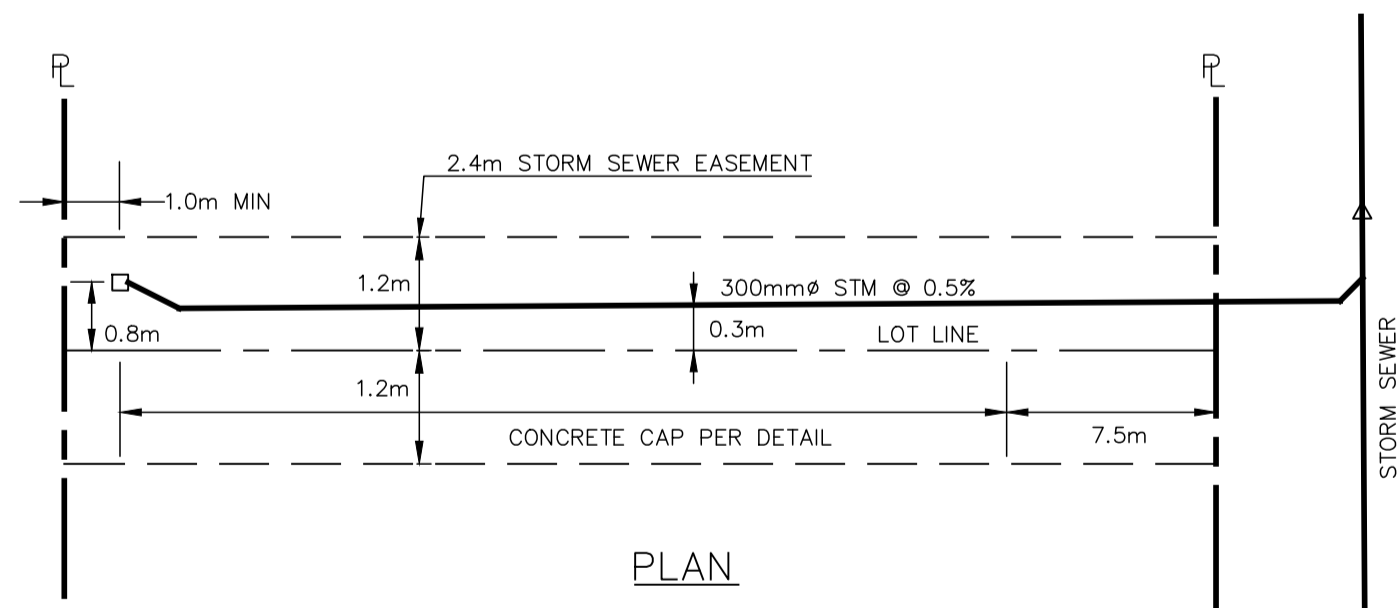 PL
PL
2.4m STORM SEWER EASEMENT
1.0m MIN
1.2m
300mmø STM @ 0.5%
0.8m
0.3m
LOT LINE
1.2m
CONCRETE CAP PER DETAIL
7.5m
STORM SEWER
PLAN